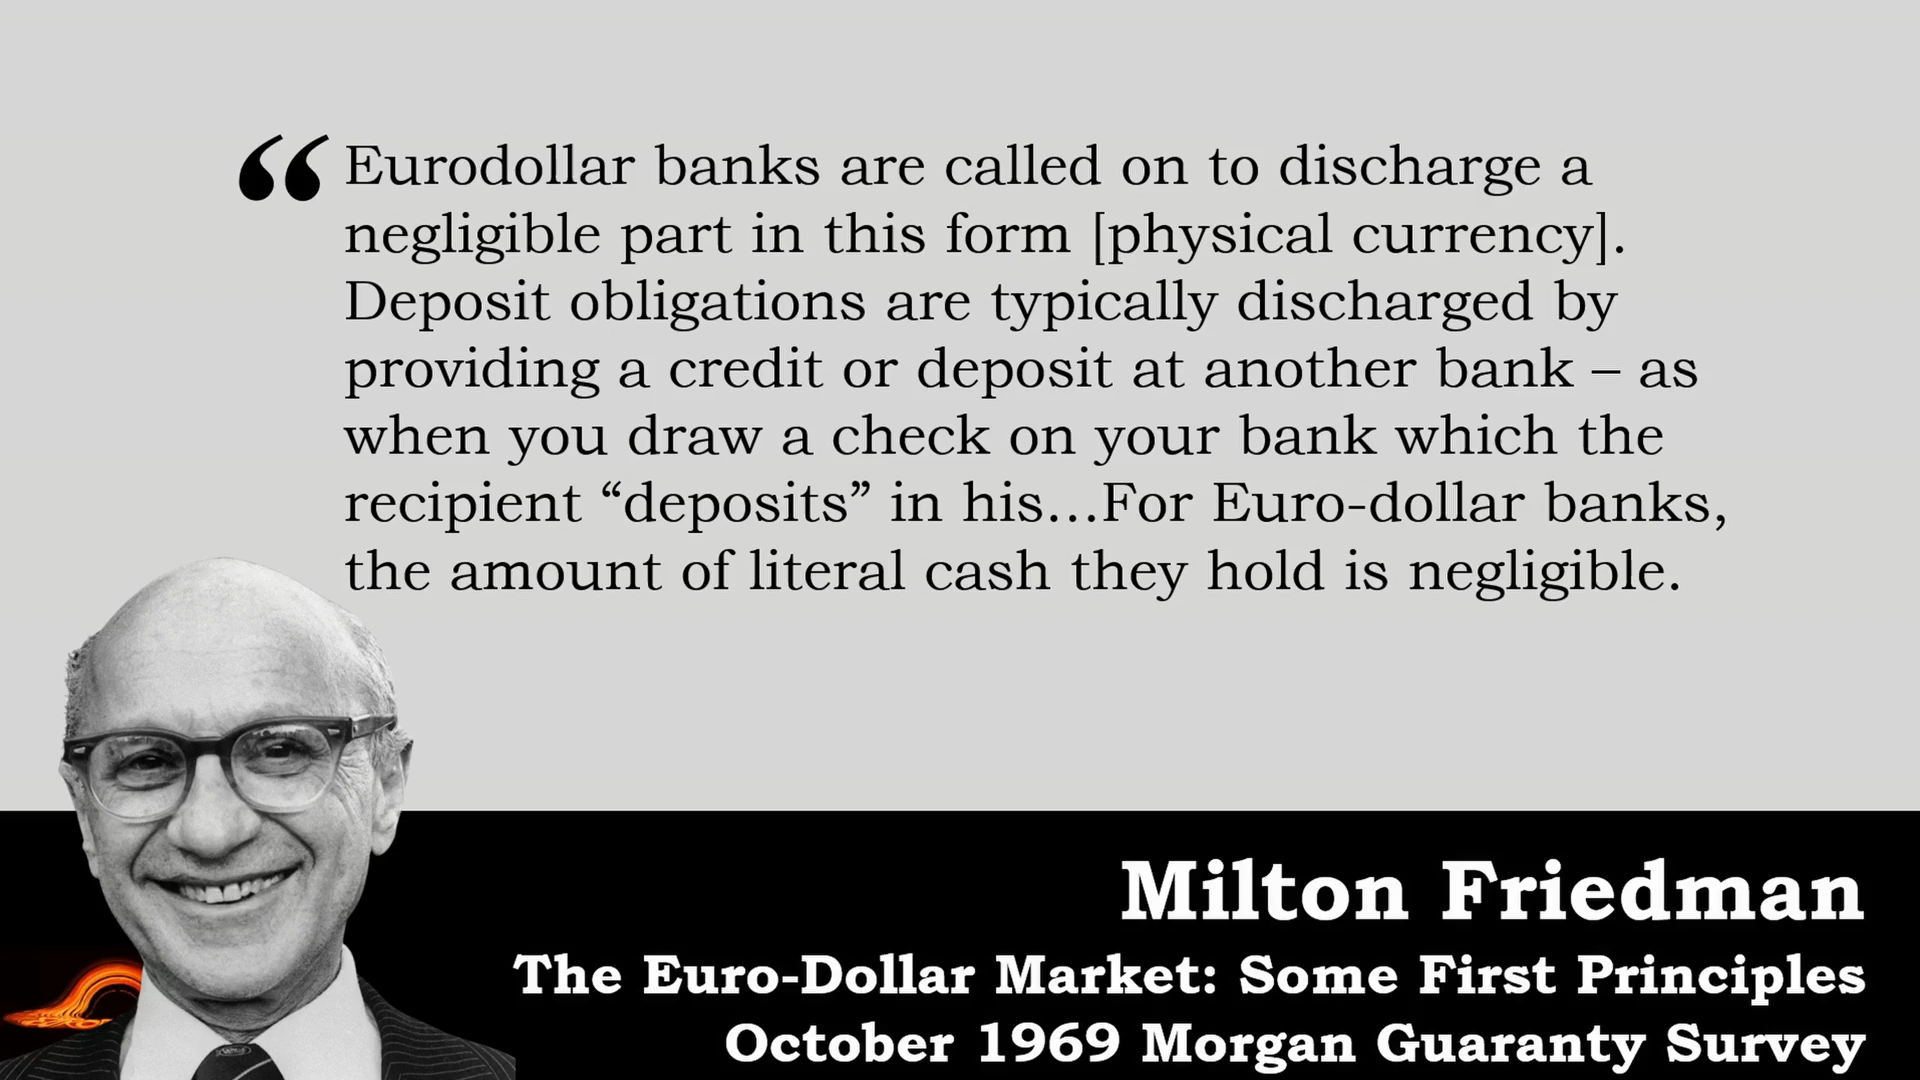 “Eurodollar banks are called on to discharge a
negligible part in this form [physical currency].
Deposit obligations are typically discharged by
providing a credit or deposit at another bank – as
when you draw a check on your bank which the
recipient “deposits” in his…For Euro-dollar banks,
the amount of literal cash they hold is negligible.
Milton Friedman
The Euro-Dollar Market: Some First Principles
October 1969 Morgan Guaranty Survey